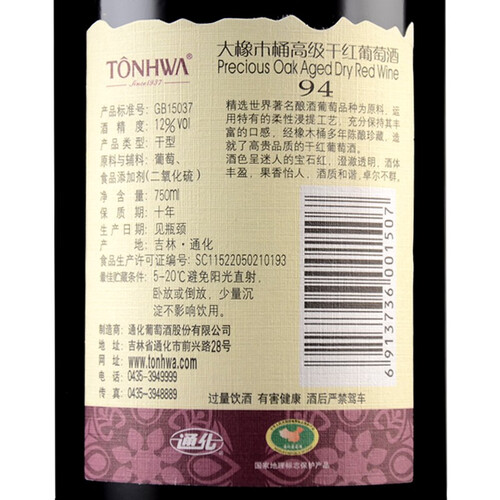 TÔNHWA
Since1937
大橡木桶高级干红葡萄酒
Precious Oak Aged Dry Red Wine
94
产品标准号: GB15037
酒 精 度: 12%vol
产品类型: 干型
原料与辅料: 葡萄、
食品添加剂(二氧化硫)
净 含 量: 750ml
保 质 期: 十年
生产日期: 见瓶颈
产 地: 吉林·通化
食品生产许可证编号: SC11522050210193
最佳贮藏条件: 5-20℃避免阳光直射,
卧放或倒放，少量沉
淀不影响饮用。
制造商: 通化葡萄酒股份有限公司
地 址: 吉林省通化市前兴路28号
网 址: www.tonhwa.com
电 话: 0435-3949999
传 真: 0435-3948889
精选世界著名酿酒葡萄品种为原料，运
用特有的柔性浸提工艺，充分保持其丰
富的口感，经橡木桶多年陈酿珍藏，造
就了高贵品质的干红葡萄酒。
酒色呈迷人的宝石红，澄澈透明，酒体
丰盈，果香怡人，酒质和谐，卓尔不群。
6913736001507
过量饮酒 有害健康 酒后严禁驾车
通化
国家地理标志保护产品